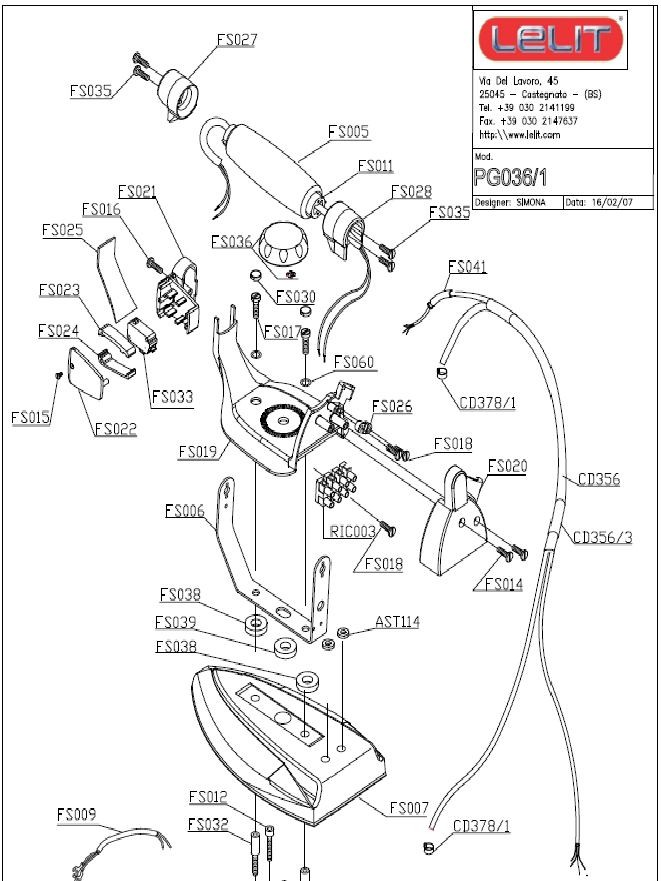 LELIT
®
Via Del Lavoro, 45
25045 - Castegnato - (BS)
Tel. +39 030 2141199
Fax. +39 030 2147637
http:\\www.lelit.com
Mod.
PG036/1
Designer: SIMONA
Data: 16/02/07
FS027
FS035
FS005
FS011
FS028
FS035
FS021
FS016
FS025
FS036
FS030
FS041
FS023
FS017
FS024
FS060
FS033
FS015
FS022
CD378/1
FS026
FS018
FS019
FS020
CD356
FS006
RIC003
CD356/3
FS018
FS014
FS038
FS039
AST114
FS038
FS012
FS007
FS009
FS032
CD378/1